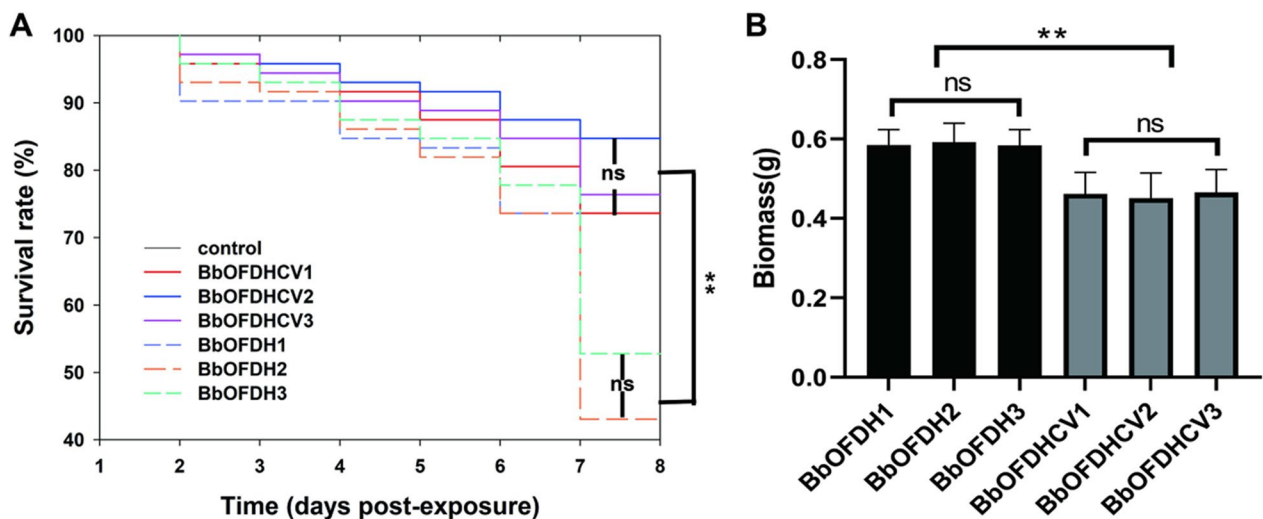 A
Survival rate (%)
100
90
80
70
60
50
40
control
BbOFDHCV1
BbOFDHCV2
BbOFDHCV3
BbOFDH1
BbOFDH2
BbOFDH3
ns
ns
**
1 2 3 4 5 6 7 8
Time (days post-exposure)
B
Biomass(g)
0.8
0.6
0.4
0.2
0.0
**
ns
ns
BbOFDH1
BbOFDH2
BbOFDH3
BbOFDHCV1
BbOFDHCV2
BbOFDHCV3